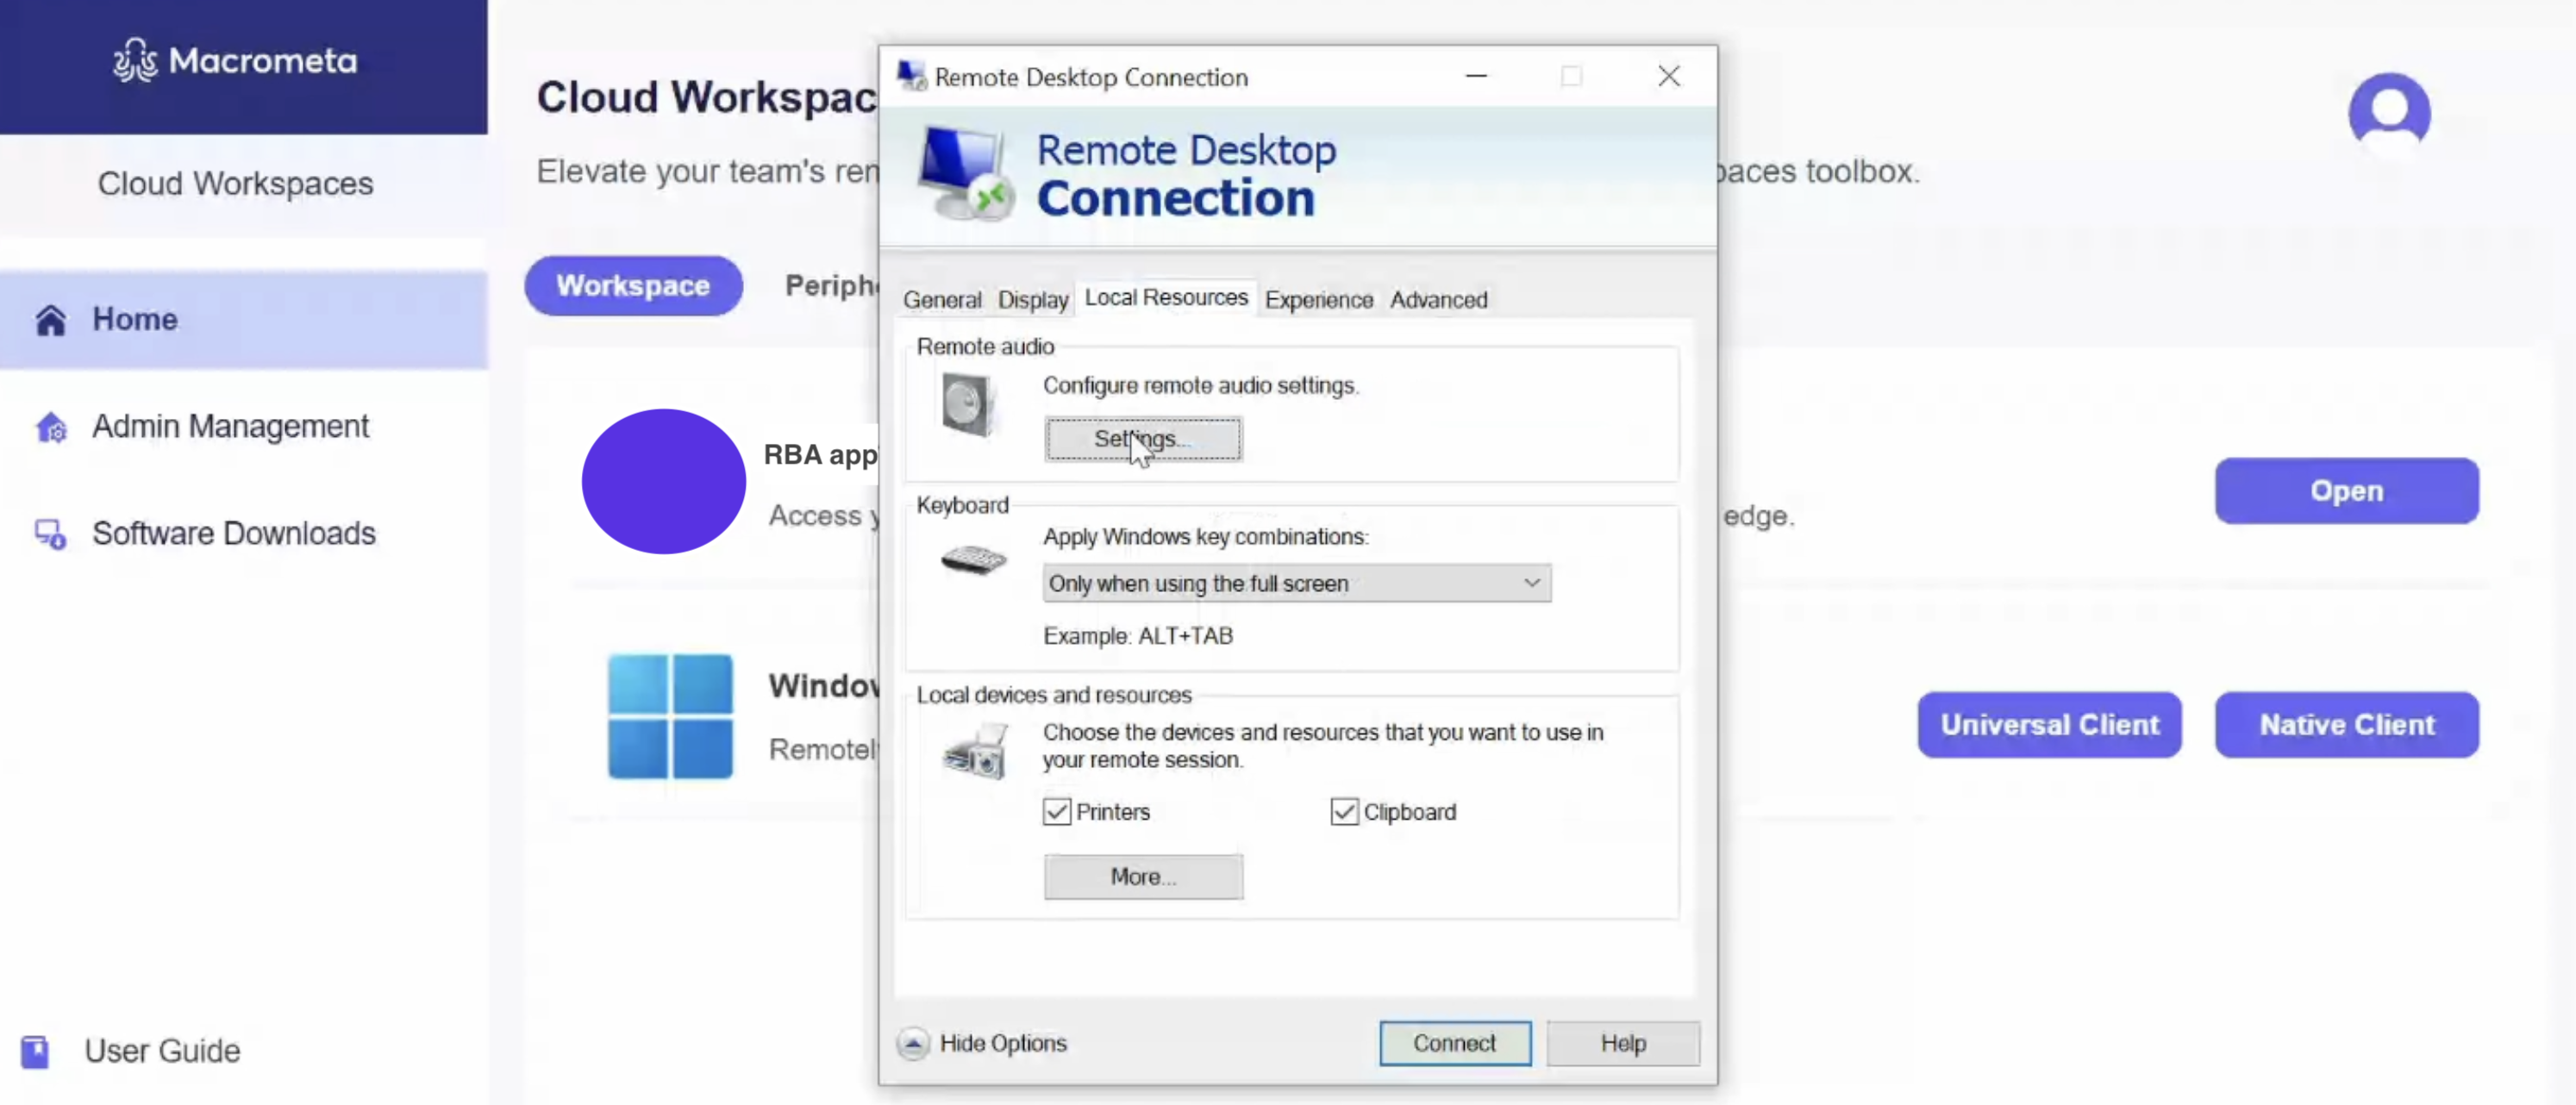 Macrometa
Cloud Workspaces
Home
Admin Management
Software Downloads
User Guide
Cloud Workspac
Elevate your team's ren
paces toolbox.
Workspace
Periph
RBA app
Access y
edge.
Open
Window
Remotel
Universal Client
Native Client
Remote Desktop Connection
Remote Desktop
Connection
General Display Local Resources Experience Advanced
Remote audio
Configure remote audio settings.
Settings...
Keyboard
Apply Windows key combinations:
Only when using the full screen
Example: ALT+TAB
Local devices and resources
Choose the devices and resources that you want to use in
your remote session.
Printers
Clipboard
More...
Hide Options
Connect
Help